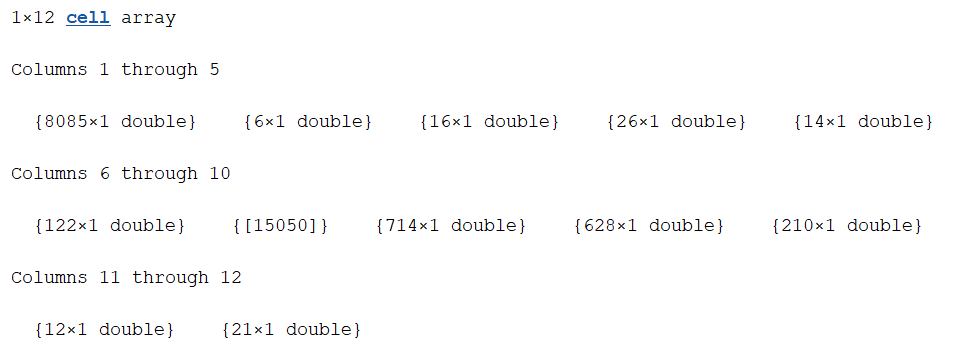 1×12 cell array
Columns 1 through 5
{8085×1 double} {6×1 double} {16×1 double} {26×1 double} {14×1 double}
Columns 6 through 10
{122×1 double} {[15050]} {714×1 double} {628×1 double} {210×1 double}
Columns 11 through 12
{12×1 double} {21×1 double}